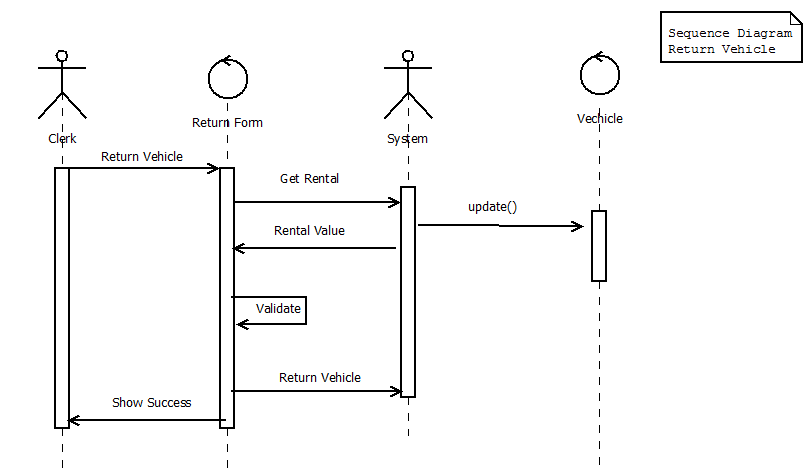 Sequence Diagram
Return Vehicle
Clerk
Return Form
System
Vechicle
Return Vehicle
Get Rental
update()
Rental Value
Validate
Return Vehicle
Show Success